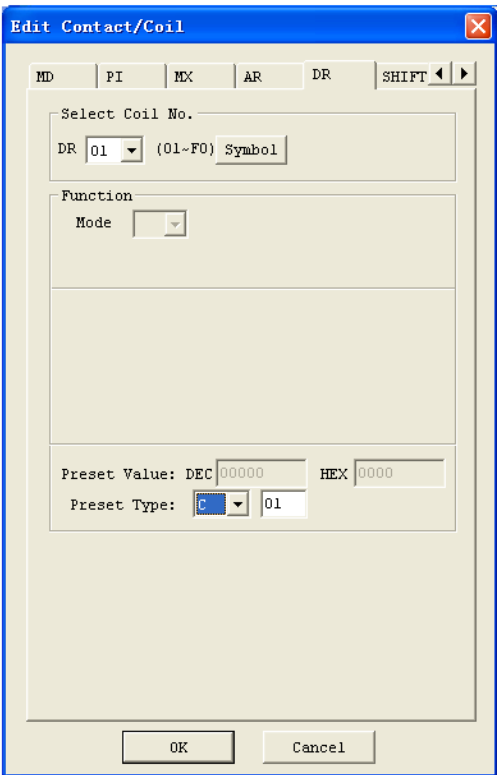 Edit Contact/Coil
MD PI MX AR DR SHIFT
Select Coil No.
DR 01 (01~F0) Symbol
Function
Mode
Preset Value: DEC 00000 HEX 0000
Preset Type: C 01
OK Cancel